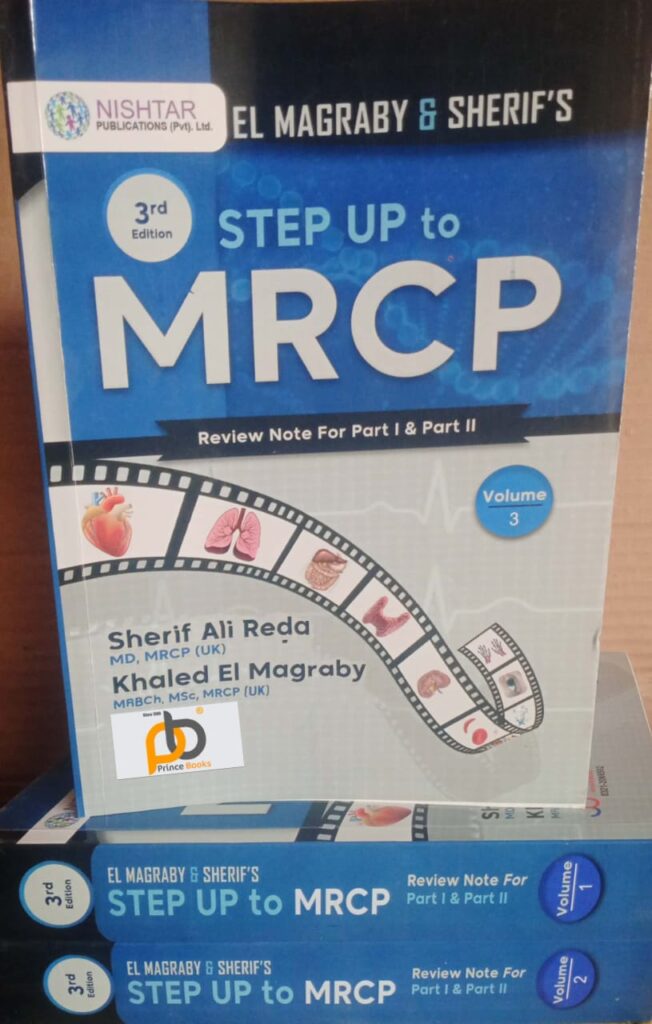 NISHTAR
PUBLICATIONS (Pvt). Ltd.
EL MAGRABY & SHERIF'S
3rd
Edition
STEP UP to
MRCP
Review Note For Part I & Part II
Volume
3
Sherif Ali Reda
MD, MRCP (UK)
Khaled El Magraby
MRBCh, MSc, MRCP (UK)
Prince Books
3rd
Edition
EL MAGRABY & SHERIF'S
STEP UP to MRCP
Review Note For
Part I & Part II
Volume
1
3rd
Edition
EL MAGRABY & SHERIF'S
STEP UP to MRCP
Review Note For
Part I & Part II
Volume
2